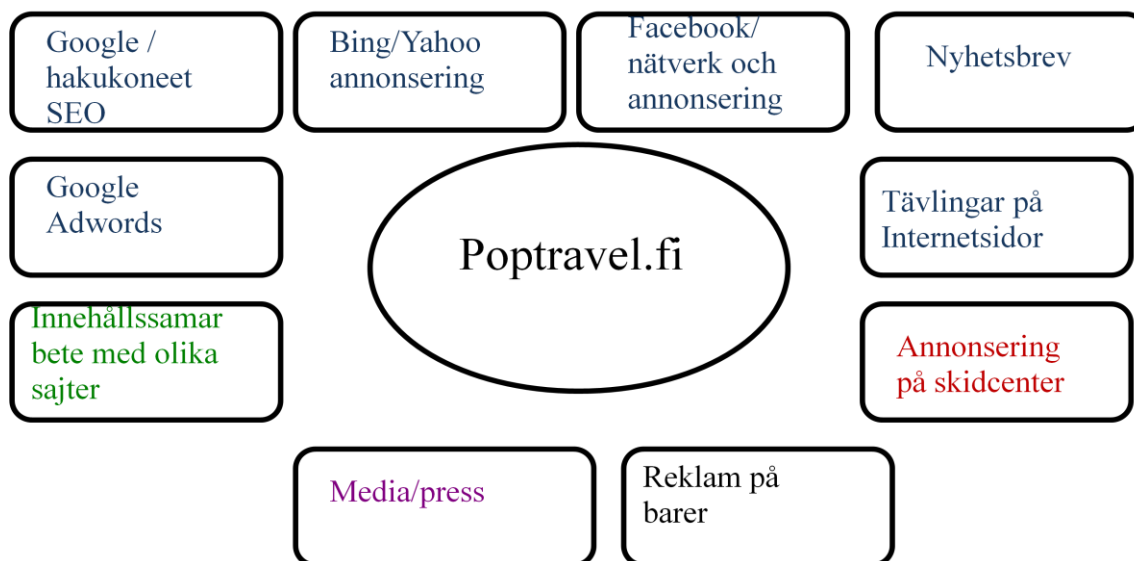 Google /
hakukoneet
SEO
Bing/Yahoo
annonsering
Facebook/
nätverk och
annonsering
Nyhetsbrev
Google
Adwords
Poptravel.fi
Tävlingar på
Internetsidor
Innehållssamar
bete med olika
sajter
Annonsering
på skidcenter
Media/press
Reklam på
barer